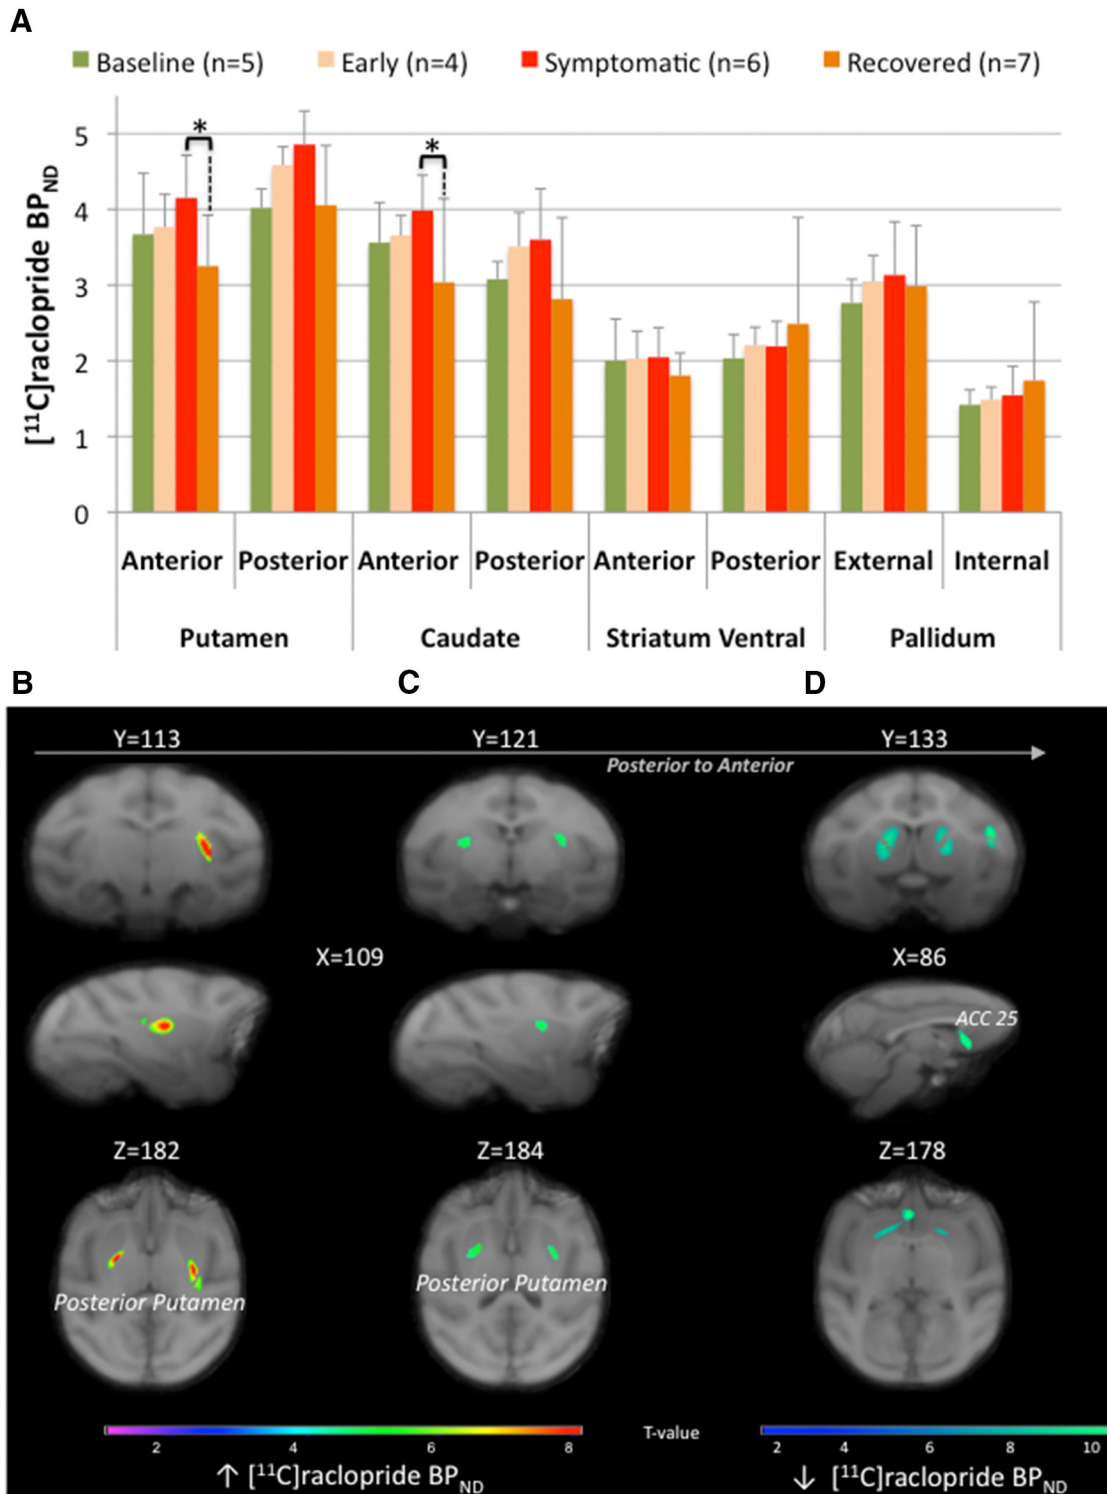 A
Baseline (n=5) Early (n=4) Symptomatic (n=6) Recovered (n=7)
[¹¹C]raclopride BP_ND
5
4
3
2
1
0
* *
Anterior Posterior Anterior Posterior Anterior Posterior External Internal
Putamen Caudate Striatum Ventral Pallidum
B C D
Y=113 Y=121 Y=133
Posterior to Anterior
X=109 X=86
ACC 25
Z=182 Z=184 Z=178
Posterior Putamen Posterior Putamen
T-value
2 4 6 8 2 4 6 8 10
↑ [¹¹C]raclopride BP_ND ↓ [¹¹C]raclopride BP_ND